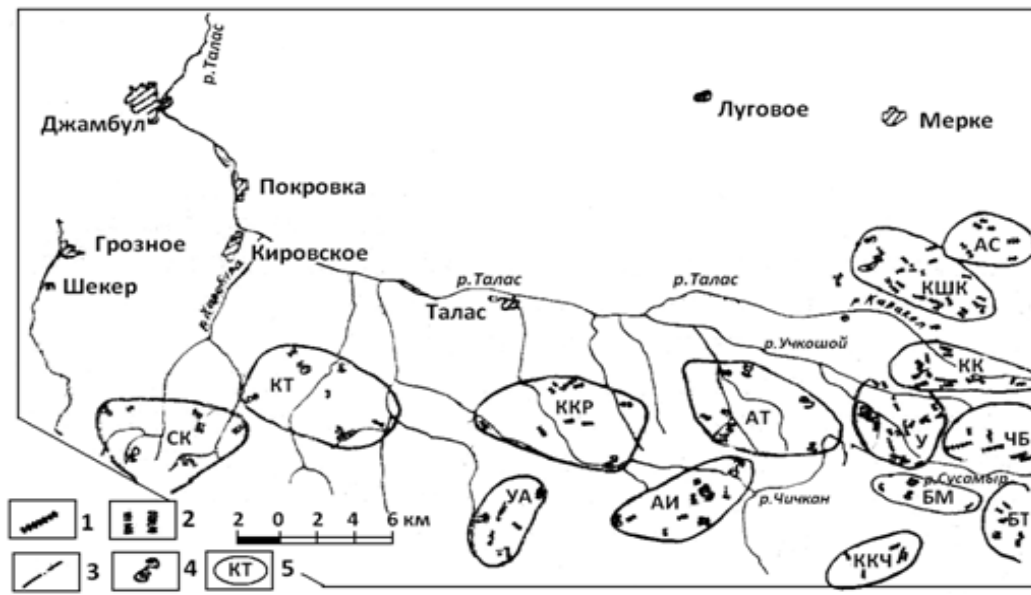 р.Талас
Джамбул
Луговое
Мерке
Покровка
Грозное
Кировское
Шекер
р.Талас
р.Талас
Талас
АС
КШК
р.Каракол
р.Учкошой
КК
КТ
ККР
АТ
СК
У
ЧБ
р.Сусамыр
УА
АИ
р.Чичкан
БМ
БТ
ККЧ
1
2
2 0 2 4 6 км
3
4
КТ
5